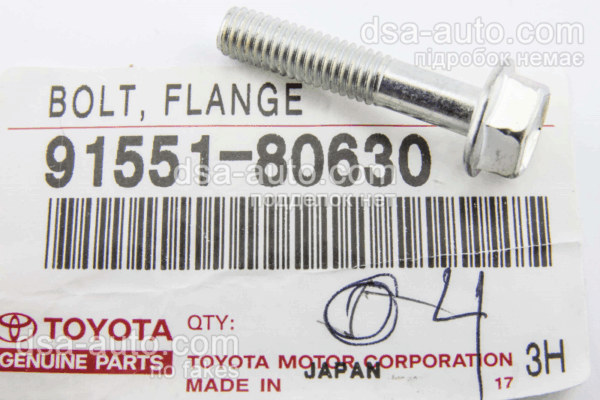 dsa-auto.com
підробок немає
BOLT, FLANGE
91551-80630
dsa-auto.com
подделок нет
04
TOYOTA QTY:
GENUINE PARTS TOYOTA MOTOR CORPORATION 3H
dsa-auto.com
no fakes
MADE IN JAPAN 17